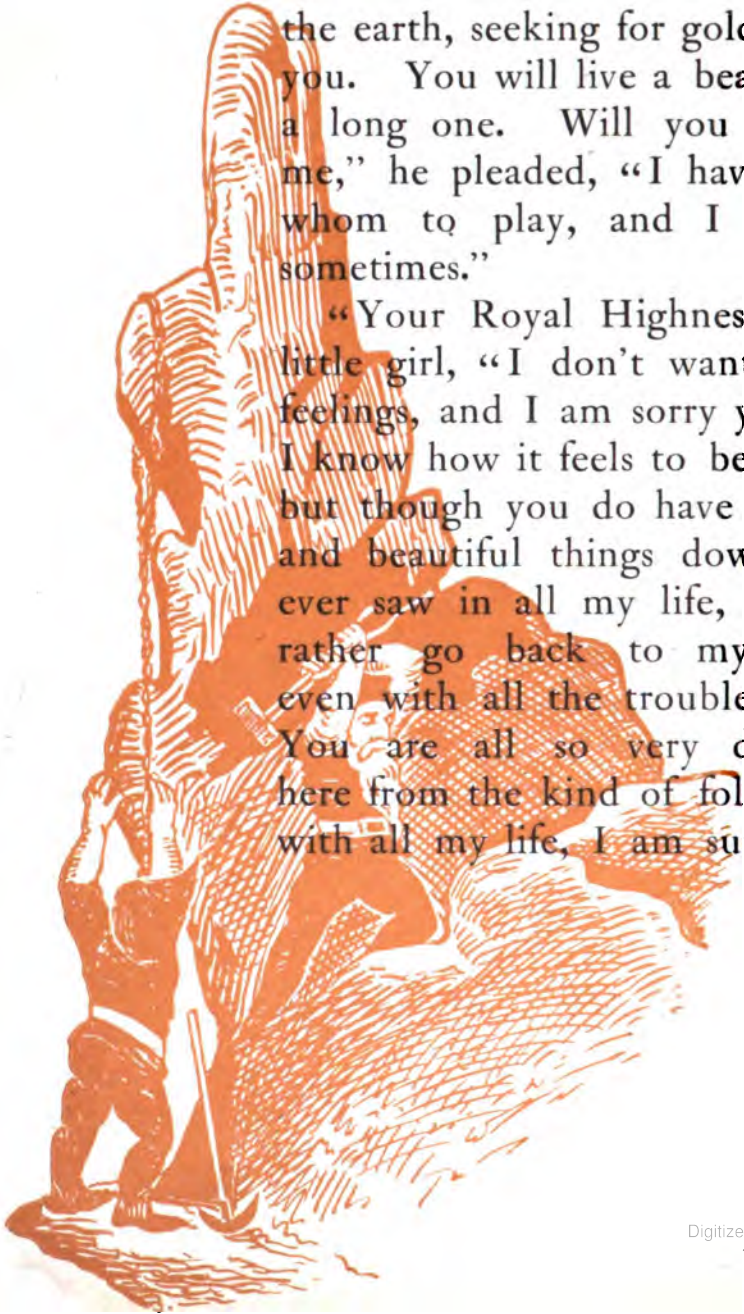 the earth, seeking for gold
you. You will live a bea
a long one. Will you
me," he pleaded, "I hav
whom to play, and I
sometimes."
"Your Royal Highnes
little girl, "I don't want
feelings, and I am sorry y
I know how it feels to be
but though you do have
and beautiful things dow
ever saw in all my life,
rather go back to my
even with all the trouble
You are all so very d
here from the kind of fol
with all my life, I am su
Digitize